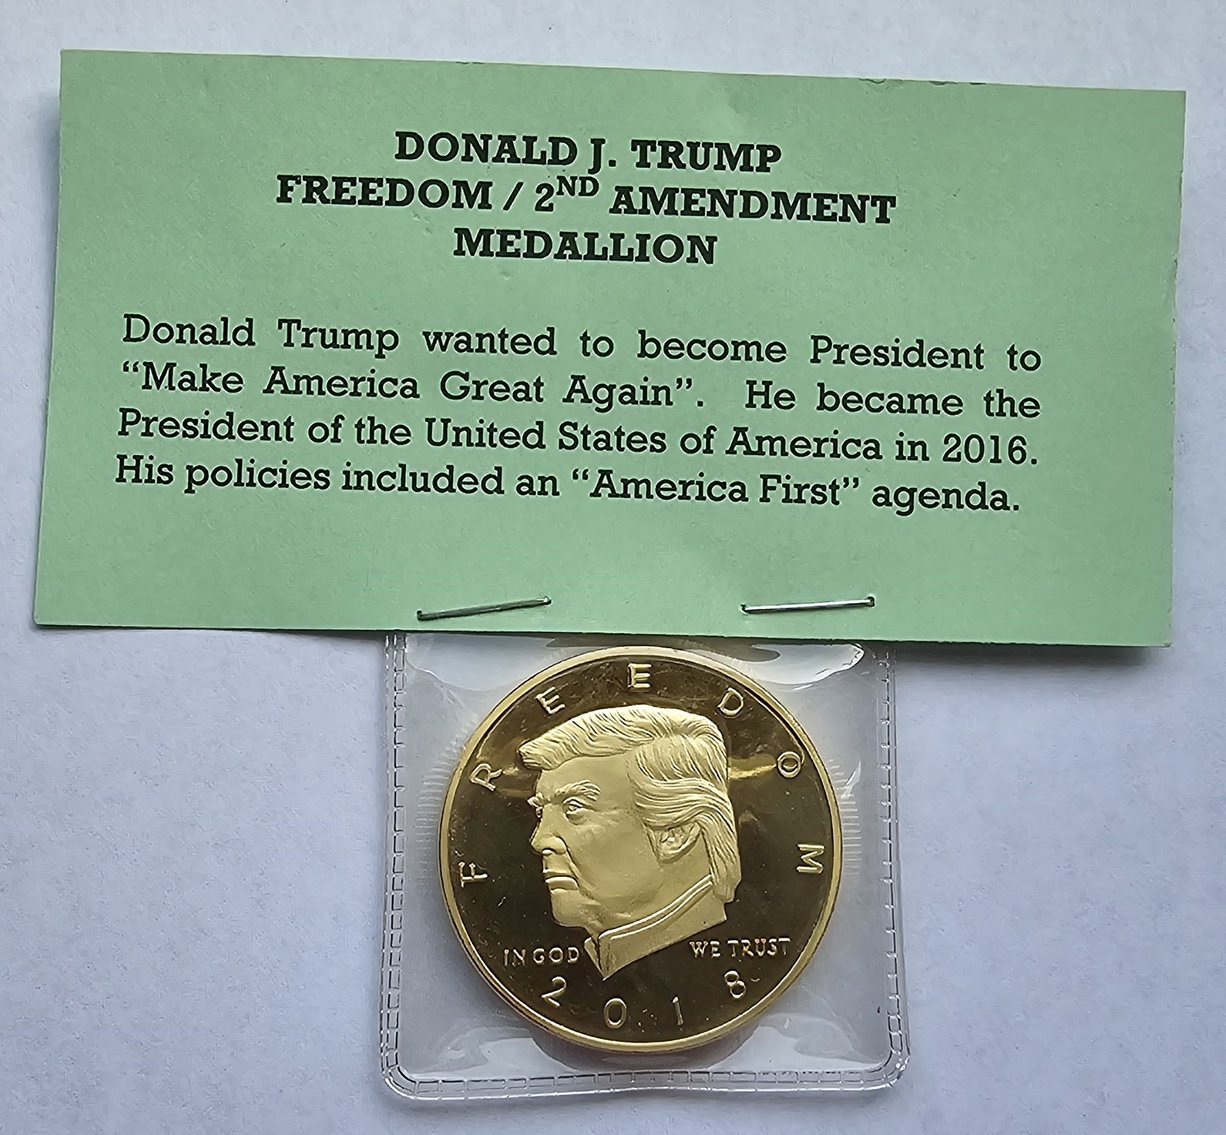 DONALD J. TRUMP
FREEDOM / 2ND AMENDMENT
MEDALLION
Donald Trump wanted to become President to
“Make America Great Again”. He became the
President of the United States of America in 2016.
His policies included an “America First” agenda.
FREEDOM
IN GOD WE TRUST
2018